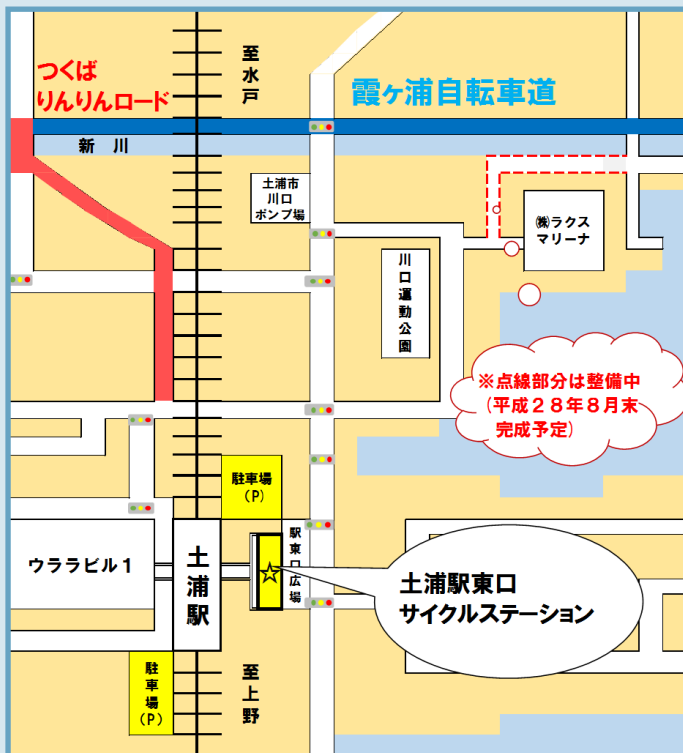 つくば
りんりんロード
至水戸
霞ヶ浦自転車道
新 川
土浦市
川口
ポンプ場
㈱ラクス
マリーナ
川口運動公園
※点線部分は整備中
(平成28年8月末
完成予定)
駐車場
(P)
ウララビル1
土浦駅
駅東口広場
土浦駅東口
サイクルステーション
駐車場
(P)
至上野